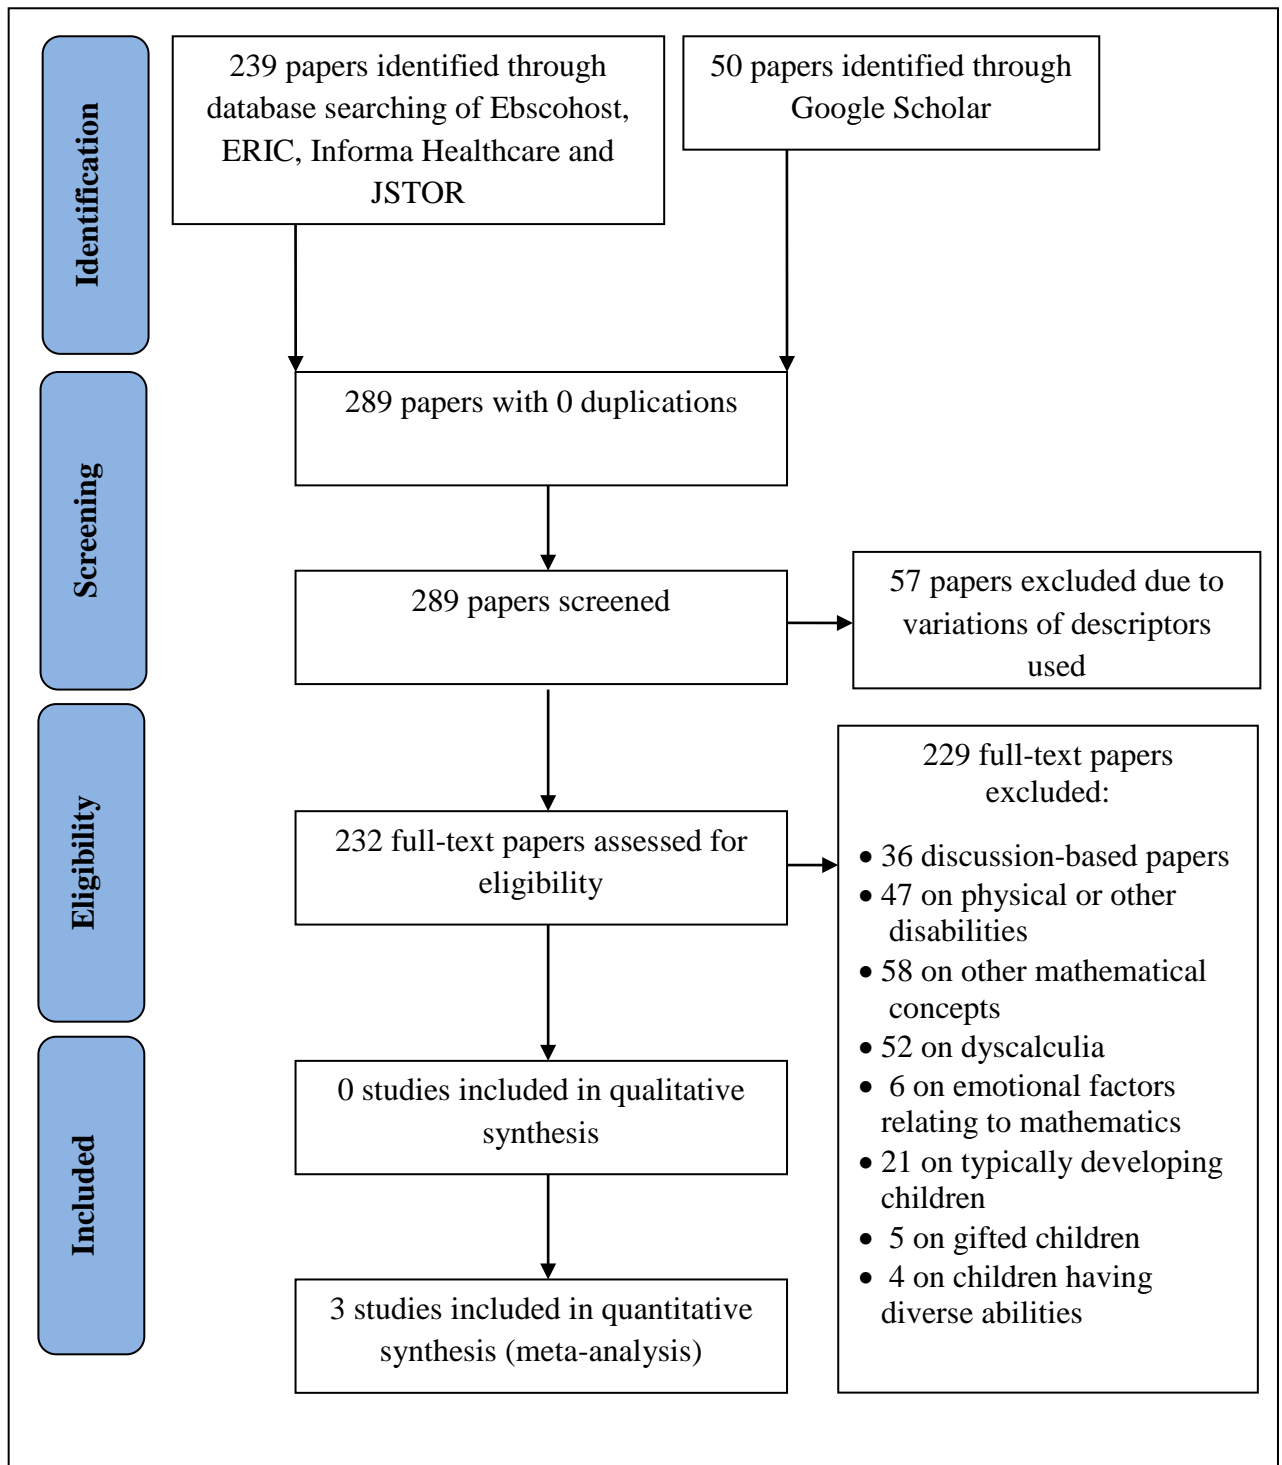 Identification
239 papers identified through
database searching of Ebscohost,
ERIC, Informa Healthcare and
JSTOR
50 papers identified through
Google Scholar
289 papers with 0 duplications
Screening
289 papers screened
57 papers excluded due to
variations of descriptors
used
Eligibility
232 full-text papers assessed for
eligibility
229 full-text papers
excluded:
• 36 discussion-based papers
• 47 on physical or other
disabilities
• 58 on other mathematical
concepts
• 52 on dyscalculia
• 6 on emotional factors
relating to mathematics
• 21 on typically developing
children
• 5 on gifted children
• 4 on children having
diverse abilities
Included
0 studies included in qualitative
synthesis
3 studies included in quantitative
synthesis (meta-analysis)